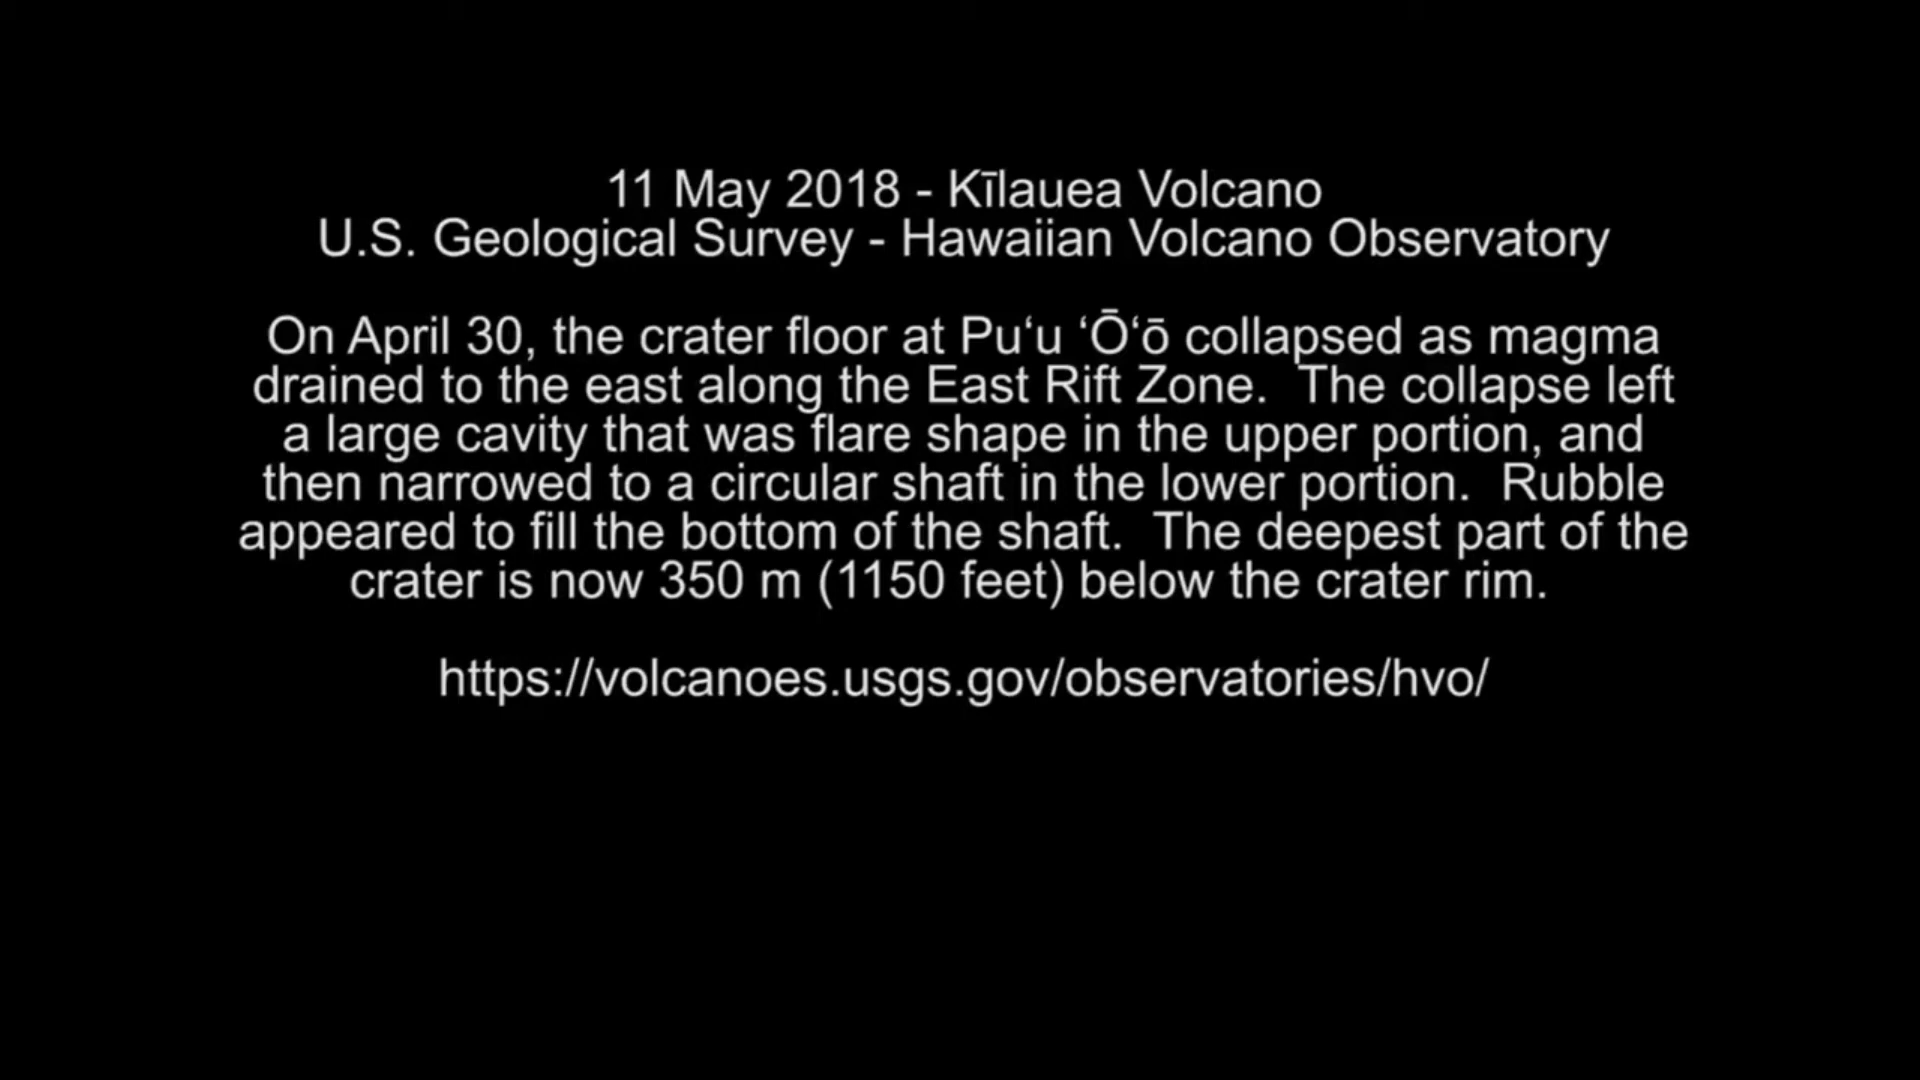 11 May 2018 - Kīlauea Volcano
U.S. Geological Survey - Hawaiian Volcano Observatory
On April 30, the crater floor at Pu‘u ‘Ō‘ō collapsed as magma
drained to the east along the East Rift Zone.  The collapse left
a large cavity that was flare shape in the upper portion, and
then narrowed to a circular shaft in the lower portion.  Rubble
appeared to fill the bottom of the shaft.  The deepest part of the
crater is now 350 m (1150 feet) below the crater rim.
https://volcanoes.usgs.gov/observatories/hvo/